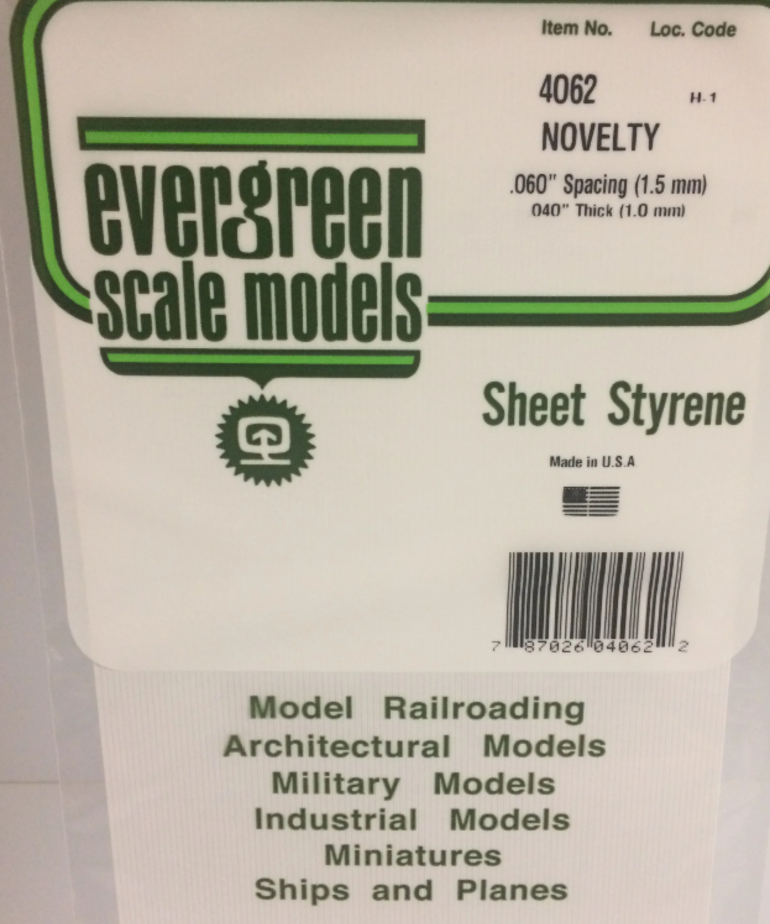 Item No. Loc. Code
4062 H-1
NOVELTY
.060" Spacing (1.5 mm)
040" Thick (1.0 mm)
evergreen
scale models
Sheet Styrene
Made in U.S.A
7 87026 04062 2
Model Railroading
Architectural Models
Military Models
Industrial Models
Miniatures
Ships and Planes